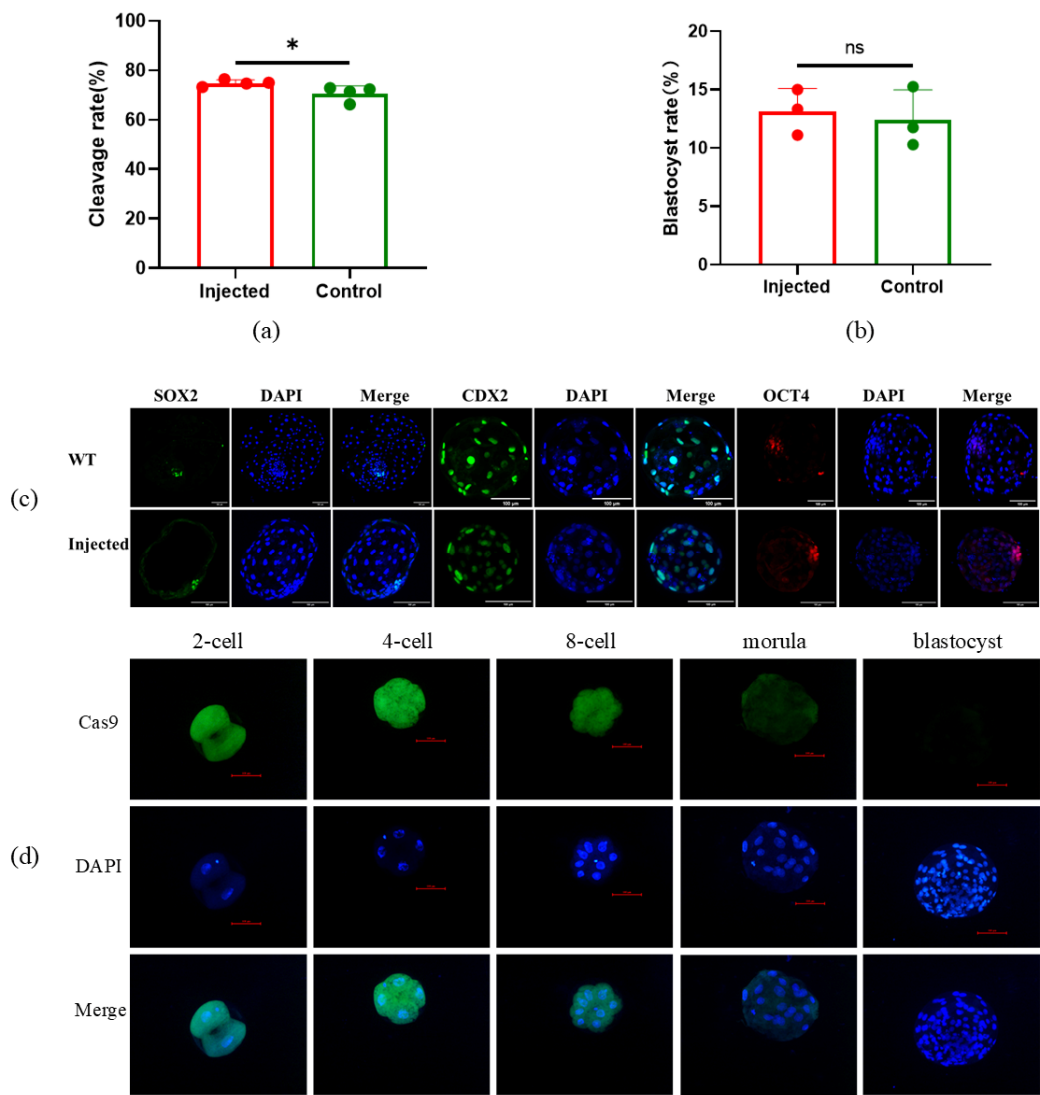 100
80
60
40
20
0
Cleavage rate(%)
*
Injected
Control
(a)
20
15
10
5
0
Blastocyst rate(%)
ns
Injected
Control
(b)
SOX2 DAPI Merge CDX2 DAPI Merge OCT4 DAPI Merge
WT
100 μm 100 μm 100 μm
(c)
Injected
2-cell 4-cell 8-cell morula blastocyst
Cas9
(d)
DAPI
Merge